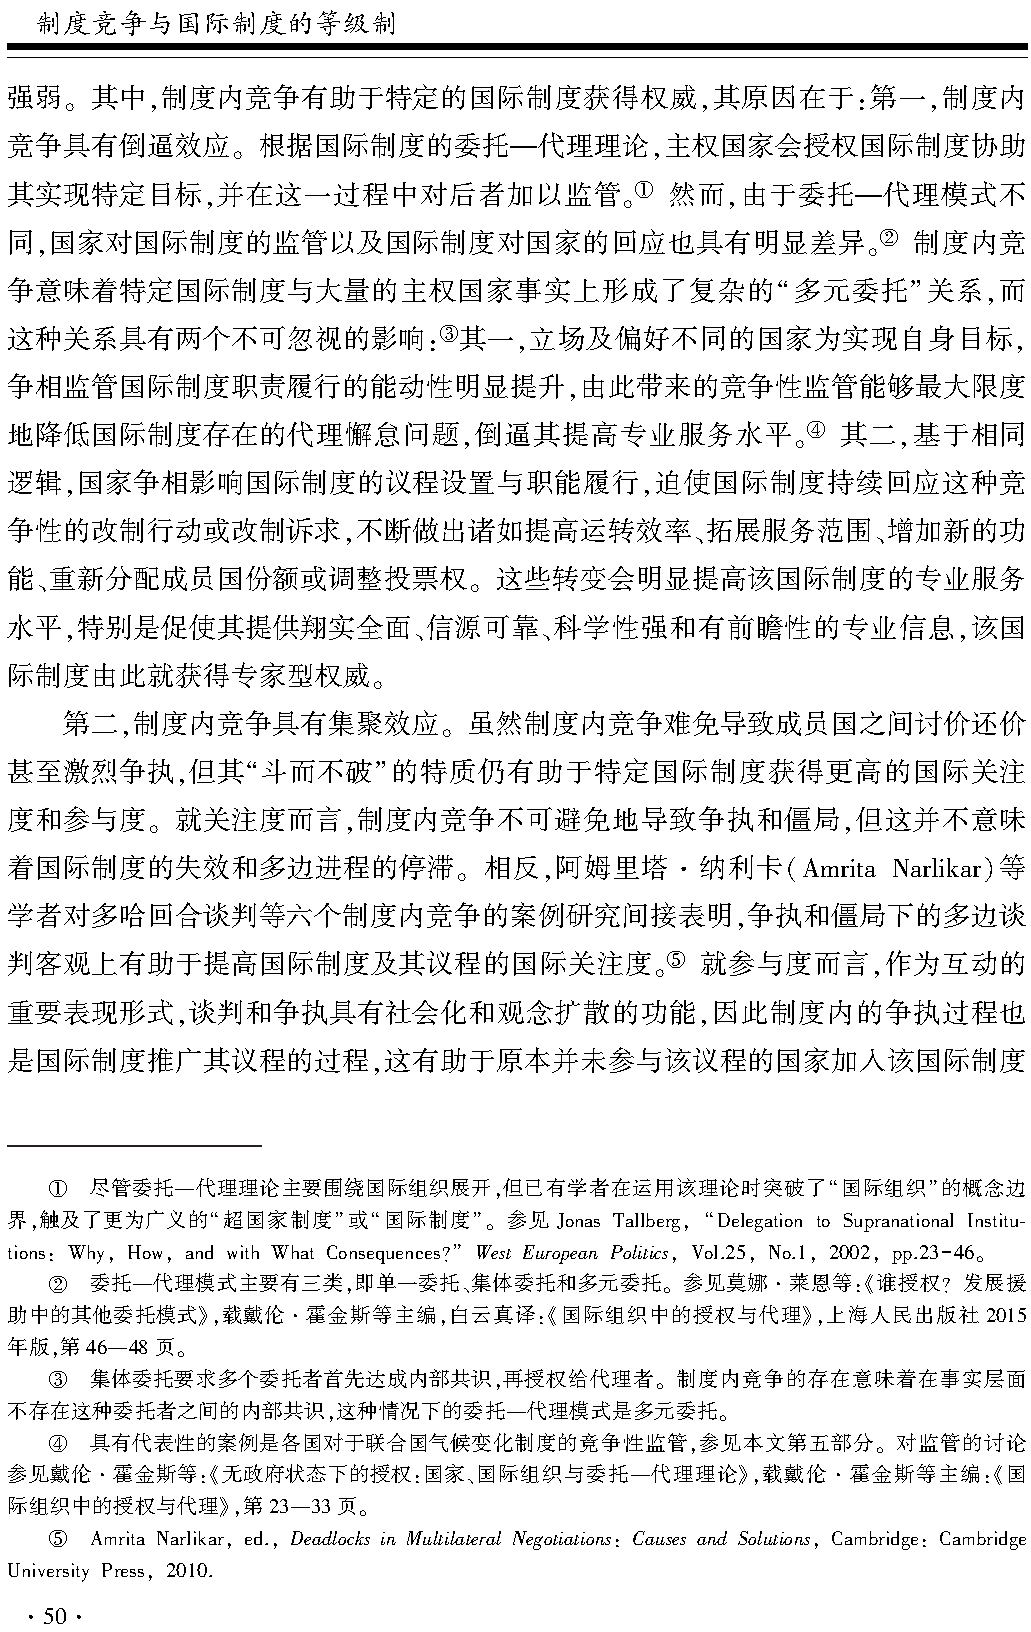 制度竞争与国际制度的等级制
强弱。其中,制度内竞争有助于特定的国际制度获得权威,其原因在于:第一,制度内
竞争具有倒逼效应。根据国际制度的委托—代理理论,主权国家会授权国际制度协助
其实现特定目标,并在这一过程中对后者加以监管。① 然而,由于委托—代理模式不
同,国家对国际制度的监管以及国际制度对国家的回应也具有明显差异。② 制度内竞
争意味着特定国际制度与大量的主权国家事实上形成了复杂的“多元委托”关系,而
这种关系具有两个不可忽视的影响:③其一,立场及偏好不同的国家为实现自身目标,
争相监管国际制度职责履行的能动性明显提升,由此带来的竞争性监管能够最大限度
地降低国际制度存在的代理懈怠问题,倒逼其提高专业服务水平。④ 其二,基于相同
逻辑,国家争相影响国际制度的议程设置与职能履行,迫使国际制度持续回应这种竞
争性的改制行动或改制诉求,不断做出诸如提高运转效率、拓展服务范围、增加新的功
能、重新分配成员国份额或调整投票权。这些转变会明显提高该国际制度的专业服务
水平,特别是促使其提供翔实全面、信源可靠、科学性强和有前瞻性的专业信息,该国
际制度由此就获得专家型权威。
第二,制度内竞争具有集聚效应。虽然制度内竞争难免导致成员国之间讨价还价
甚至激烈争执,但其“斗而不破”的特质仍有助于特定国际制度获得更高的国际关注
度和参与度。就关注度而言,制度内竞争不可避免地导致争执和僵局,但这并不意味
着国际制度的失效和多边进程的停滞。相反,阿姆里塔·纳利卡(Amrita Narlikar)等
学者对多哈回合谈判等六个制度内竞争的案例研究间接表明,争执和僵局下的多边谈
判客观上有助于提高国际制度及其议程的国际关注度。⑤ 就参与度而言,作为互动的
重要表现形式,谈判和争执具有社会化和观念扩散的功能,因此制度内的争执过程也
是国际制度推广其议程的过程,这有助于原本并未参与该议程的国家加入该国际制度
① 尽管委托—代理理论主要围绕国际组织展开,但已有学者在运用该理论时突破了“国际组织”的概念边
界,触及了更为广义的“超国家制度”或“国际制度”。参见 Jonas Tallberg, “Delegation to Supranational Institu-
tions: Why, How, and with What Consequences?” West European Politics, Vol.25, No.1, 2002, pp.23-46。
② 委托—代理模式主要有三类,即单一委托、集体委托和多元委托。参见莫娜·莱恩等:《谁授权? 发展援
助中的其他委托模式》,载戴伦·霍金斯等主编,白云真译:《国际组织中的授权与代理》,上海人民出版社 2015
年版,第 46—48 页。
③ 集体委托要求多个委托者首先达成内部共识,再授权给代理者。制度内竞争的存在意味着在事实层面
不存在这种委托者之间的内部共识,这种情况下的委托—代理模式是多元委托。
④ 具有代表性的案例是各国对于联合国气候变化制度的竞争性监管,参见本文第五部分。对监管的讨论
参见戴伦·霍金斯等:《无政府状态下的授权:国家、国际组织与委托—代理理论》,载戴伦·霍金斯等主编:《国
际组织中的授权与代理》,第 23—33 页。
⑤ Amrita Narlikar, ed., Deadlocks in Multilateral Negotiations: Causes and Solutions, Cambridge: Cambridge
University Press, 2010.
·50·